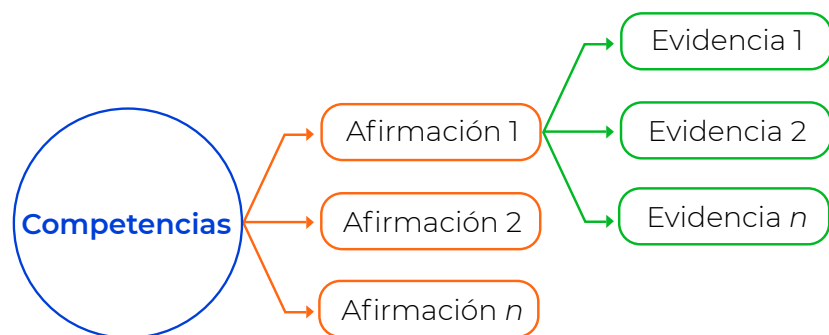 Competencias
Afirmación 1
Afirmación 2
Afirmación n
Evidencia 1
Evidencia 2
Evidencia n